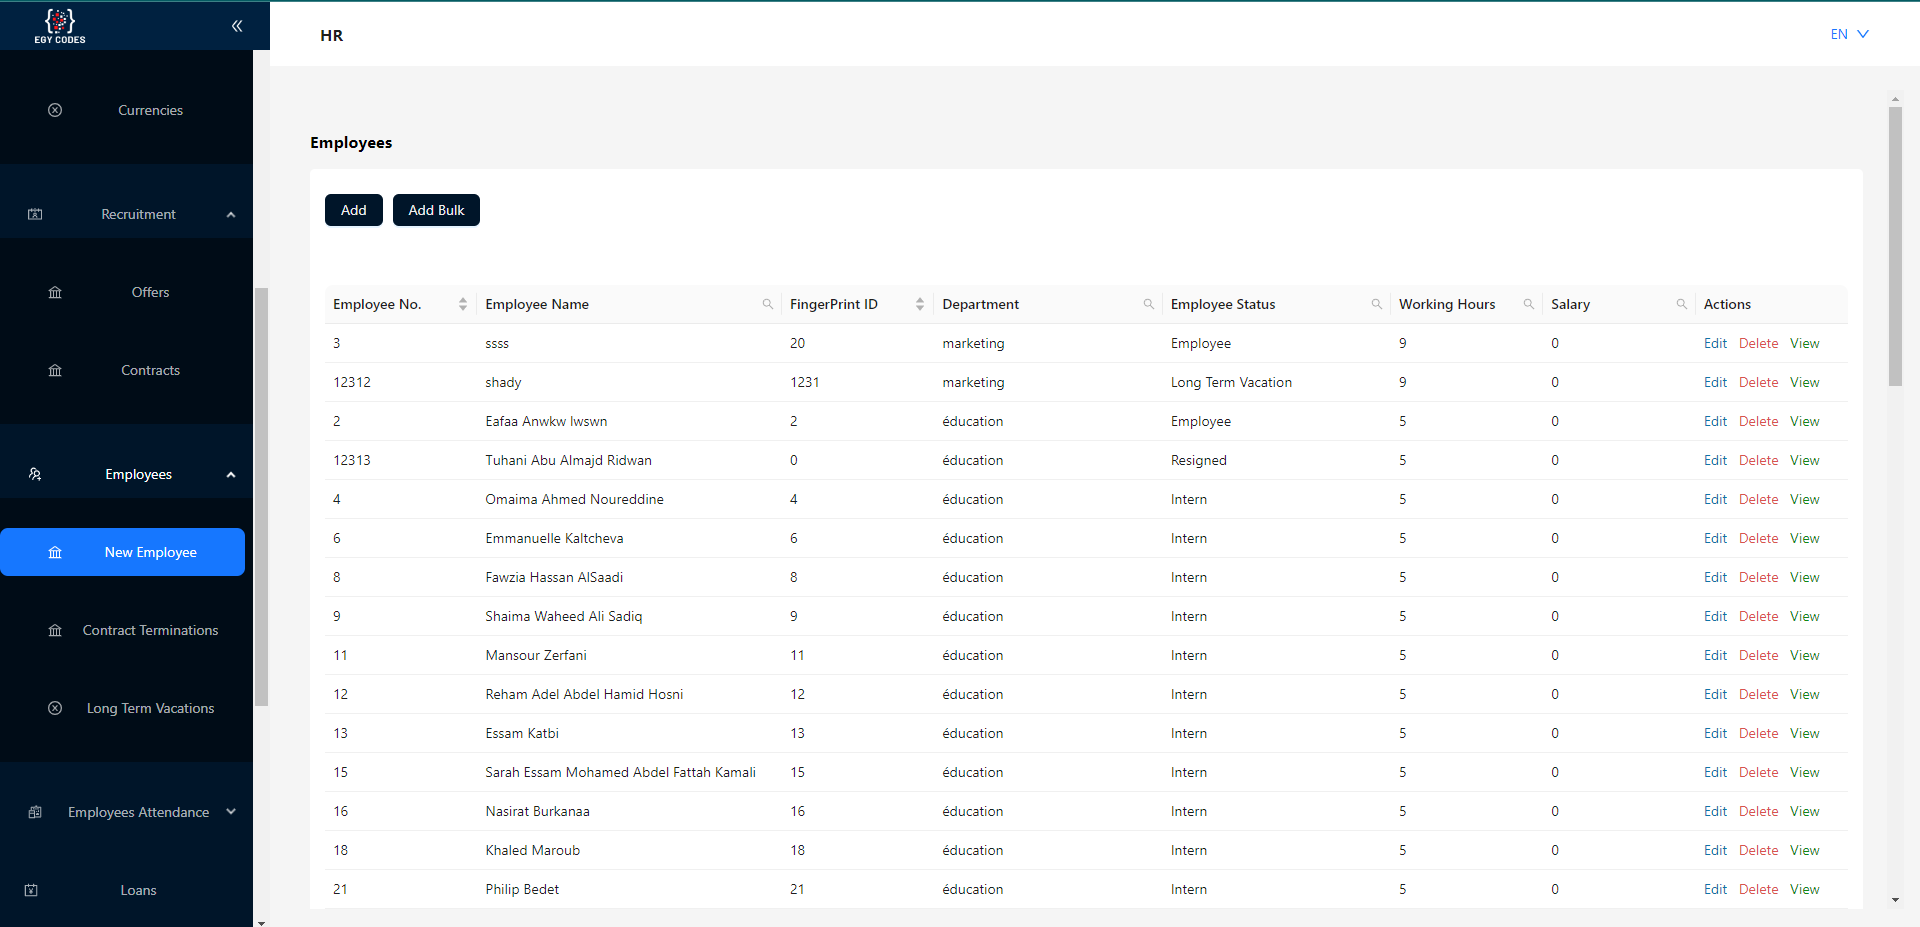 EGY CODES
HR
EN
Currencies
Recruitment
Offers
Contracts
Employees
New Employee
Contract Terminations
Long Term Vacations
Employees Attendance
Loans
Employees
Add Add Bulk
Employee No. Employee Name FingerPrint ID Department Employee Status Working Hours Salary Actions
3 ssss 20 marketing Employee 9 0 Edit Delete View
12312 shady 1231 marketing Long Term Vacation 9 0 Edit Delete View
2 Eafaa Anwkw lwswn 2 éducation Employee 5 0 Edit Delete View
12313 Tuhani Abu Almajd Ridwan 0 éducation Resigned 5 0 Edit Delete View
4 Omaima Ahmed Noureddine 4 éducation Intern 5 0 Edit Delete View
6 Emmanuelle Kaltcheva 6 éducation Intern 5 0 Edit Delete View
8 Fawzia Hassan AlSaadi 8 éducation Intern 5 0 Edit Delete View
9 Shaima Waheed Ali Sadiq 9 éducation Intern 5 0 Edit Delete View
11 Mansour Zerfani 11 éducation Intern 5 0 Edit Delete View
12 Reham Adel Abdel Hamid Hosni 12 éducation Intern 5 0 Edit Delete View
13 Essam Katbi 13 éducation Intern 5 0 Edit Delete View
15 Sarah Essam Mohamed Abdel Fattah Kamali 15 éducation Intern 5 0 Edit Delete View
16 Nasirat Burkanaa 16 éducation Intern 5 0 Edit Delete View
18 Khaled Maroub 18 éducation Intern 5 0 Edit Delete View
21 Philip Bedet 21 éducation Intern 5 0 Edit Delete View